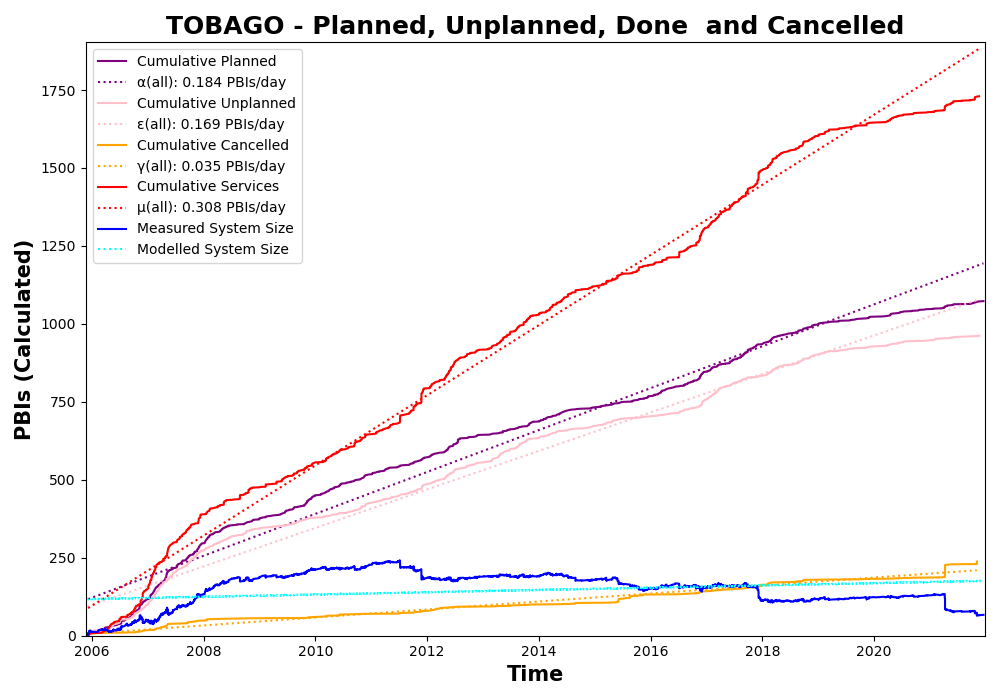 TOBAGO - Planned, Unplanned, Done  and Cancelled
Cumulative Planned
α(all): 0.184 PBIs/day
Cumulative Unplanned
ε(all): 0.169 PBIs/day
Cumulative Cancelled
γ(all): 0.035 PBIs/day
Cumulative Services
μ(all): 0.308 PBIs/day
Measured System Size
Modelled System Size
PBIs (Calculated)
1750
1500
1250
1000
750
500
250
0
2006 2008 2010 2012 2014 2016 2018 2020
Time